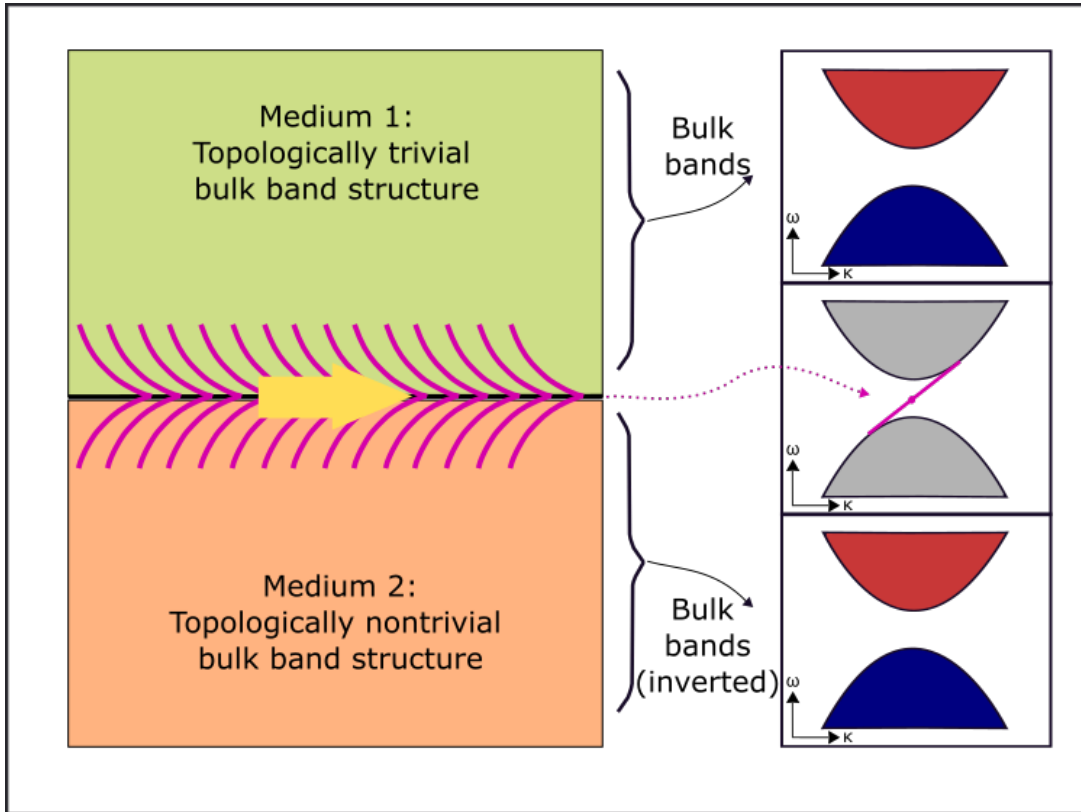 Medium 1:
Topologically trivial
bulk band structure
Bulk
bands
ω
κ
ω
κ
Medium 2:
Topologically nontrivial
bulk band structure
Bulk
bands
(inverted)
ω
κ